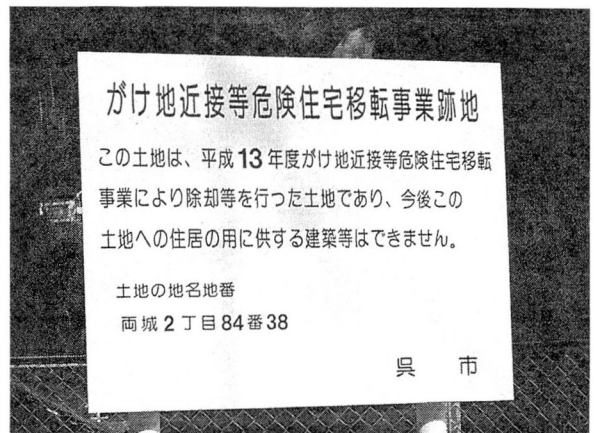 がけ地近接等危険住宅移転事業跡地
この土地は、平成13年度がけ地近接等危険住宅移転
事業により除却等を行った土地であり、今後この
土地への住居の用に供する建築等はできません。
土地の地名地番
両城2丁目84番38
呉 市